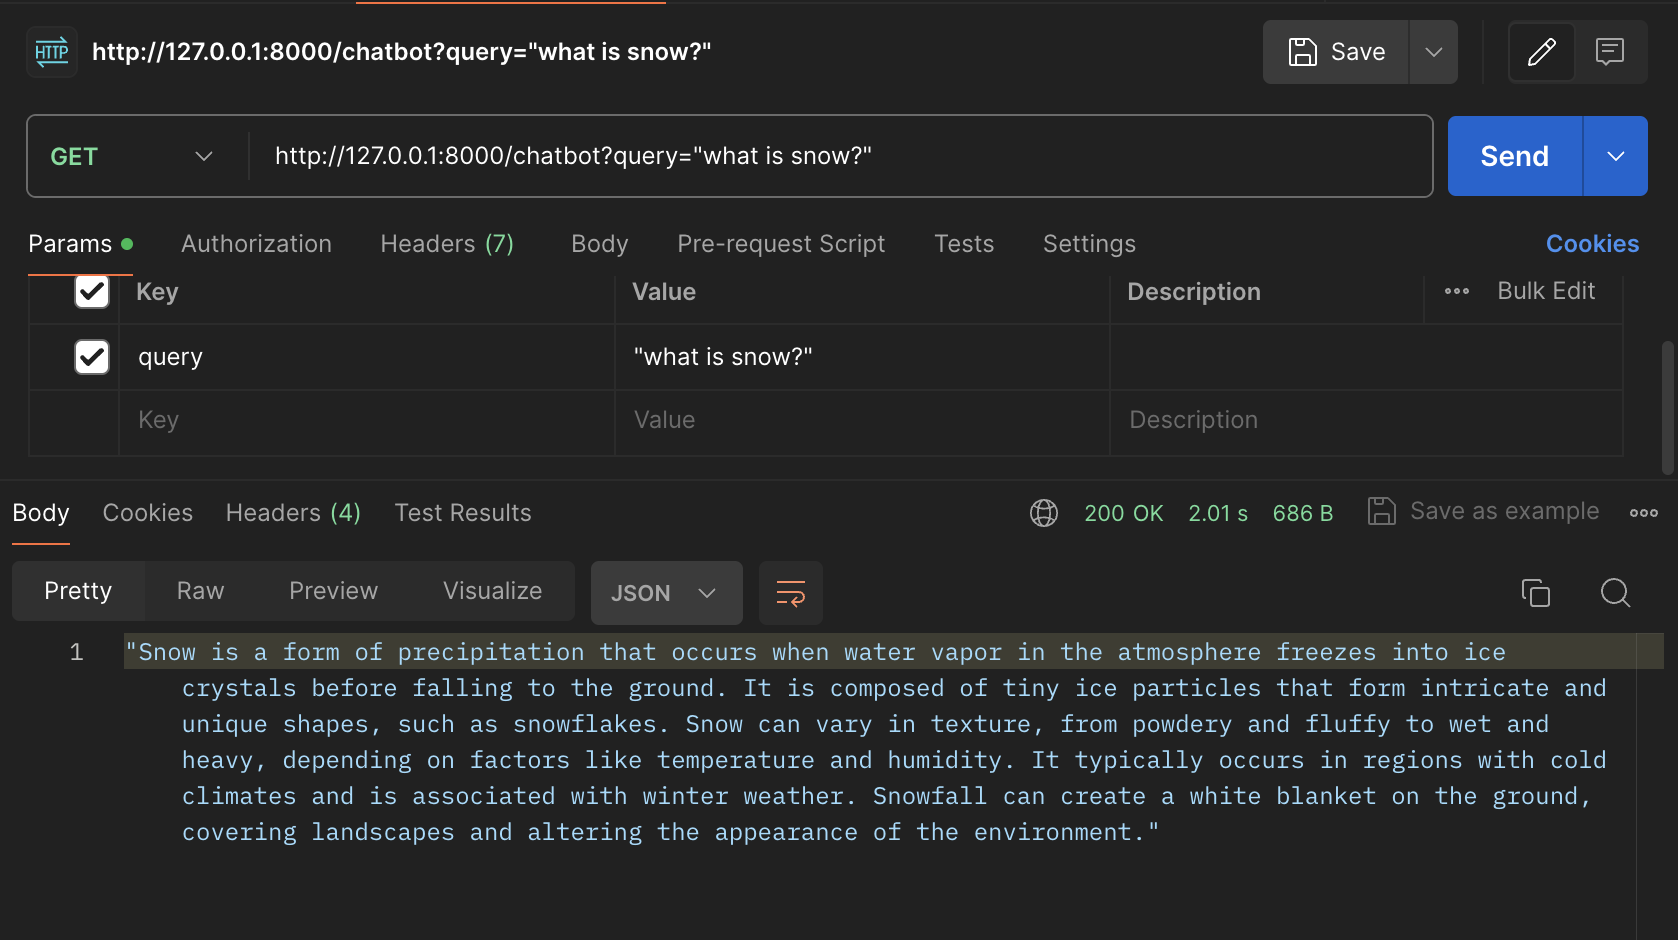 HTTP http://127.0.0.1:8000/chatbot?query="what is snow?" Save
GET http://127.0.0.1:8000/chatbot?query="what is snow?" Send
Params Authorization Headers (7) Body Pre-request Script Tests Settings Cookies
Key Value Description Bulk Edit
query "what is snow?"
Key Value Description
Body Cookies Headers (4) Test Results 200 OK 2.01 s 686 B Save as example
Pretty Raw Preview Visualize JSON
1 "Snow is a form of precipitation that occurs when water vapor in the atmosphere freezes into ice
crystals before falling to the ground. It is composed of tiny ice particles that form intricate and
unique shapes, such as snowflakes. Snow can vary in texture, from powdery and fluffy to wet and
heavy, depending on factors like temperature and humidity. It typically occurs in regions with cold
climates and is associated with winter weather. Snowfall can create a white blanket on the ground,
covering landscapes and altering the appearance of the environment."